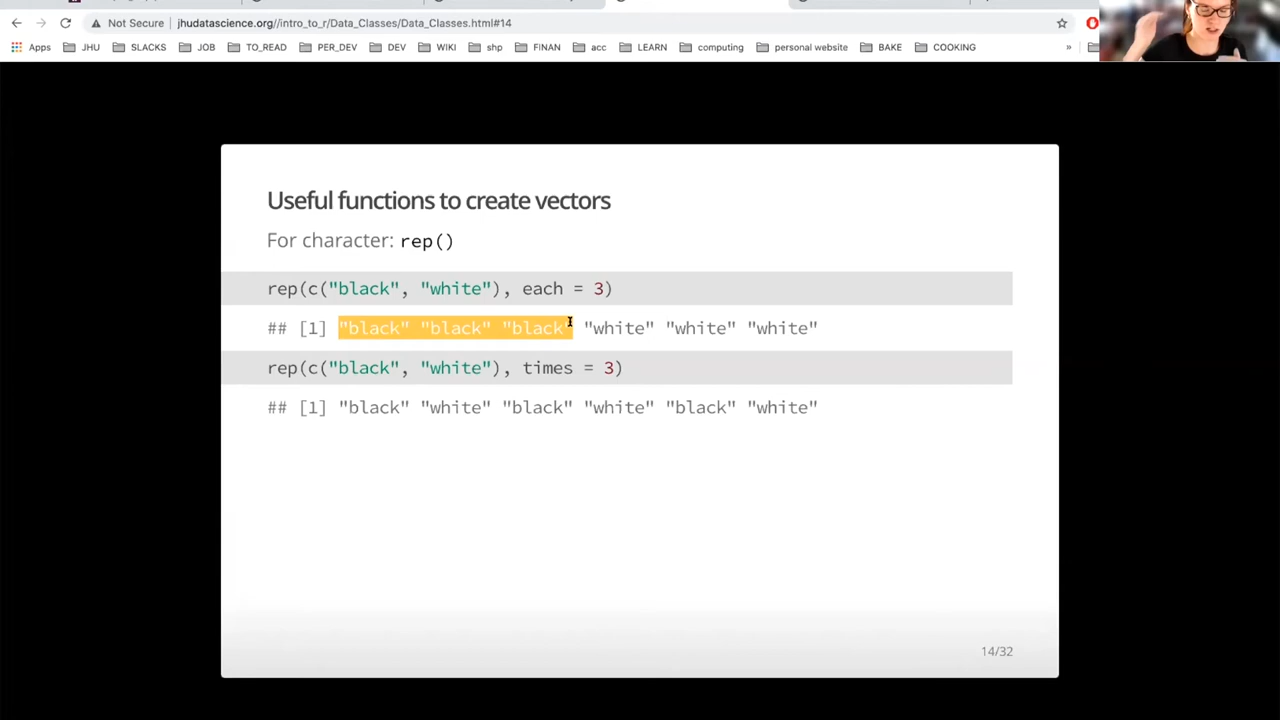 Not Secure | jhudatascience.org//intro_to_r/Data_Classes/Data_Classes.html#14
Apps JHU SLACKS JOB TO_READ PER_DEV DEV WIKI shp FINAN acc LEARN computing personal website BAKE COOKING »
Useful functions to create vectors
For character: rep()
rep(c("black", "white"), each = 3)
## [1] "black" "black" "black" "white" "white" "white"
rep(c("black", "white"), times = 3)
## [1] "black" "white" "black" "white" "black" "white"
14/32